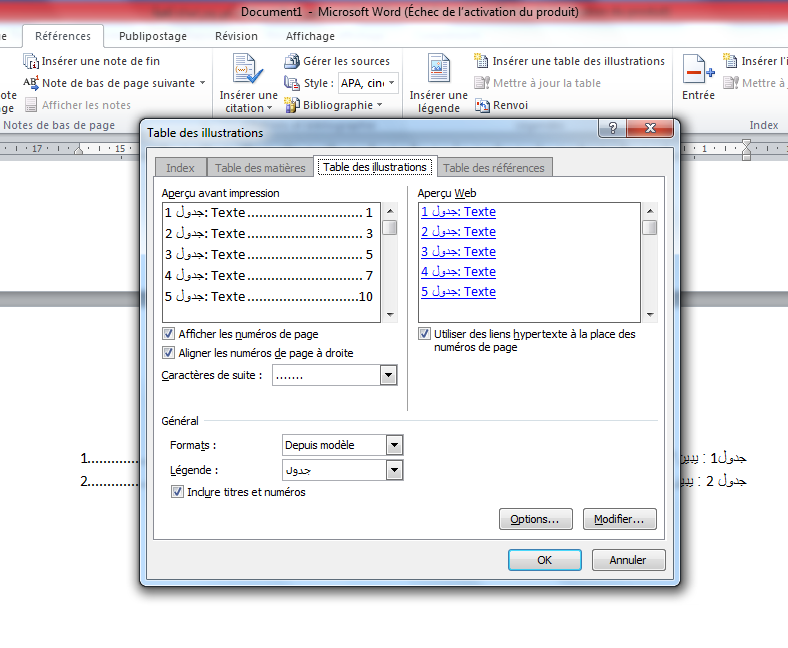 Document1 - Microsoft Word (Échec de l'activation du produit)
Références Publipostage Révision Affichage
Insérer une note de fin
Note de bas de page suivante
Afficher les notes
Notes de bas de page
Insérer une
citation
Gérer les sources
Style : APA, cin
Bibliographie
Insérer une
légende
Insérer une table des illustrations
Mettre à jour la table
Renvoi
Entrée
Insérer l'i
Mettre à
Index
17 15 1
Table des illustrations
Index Table des matières Table des illustrations Table des références
Aperçu avant impression
جدول 1: Texte 1
جدول 2: Texte 3
جدول 3: Texte 5
جدول 4: Texte 7
جدول 5: Texte 10
Aperçu Web
جدول 1: Texte
جدول 2: Texte
جدول 3: Texte
جدول 4: Texte
جدول 5: Texte
Afficher les numéros de page
Aligner les numéros de page à droite
Caractères de suite : .......
Utiliser des liens hypertexte à la place des
numéros de page
Général
Formats : Depuis modèle
Légende : جدول
Inclure titres et numéros
Options... Modifier...
OK Annuler
جدول1 : يبين 1
جدول 2 : 2